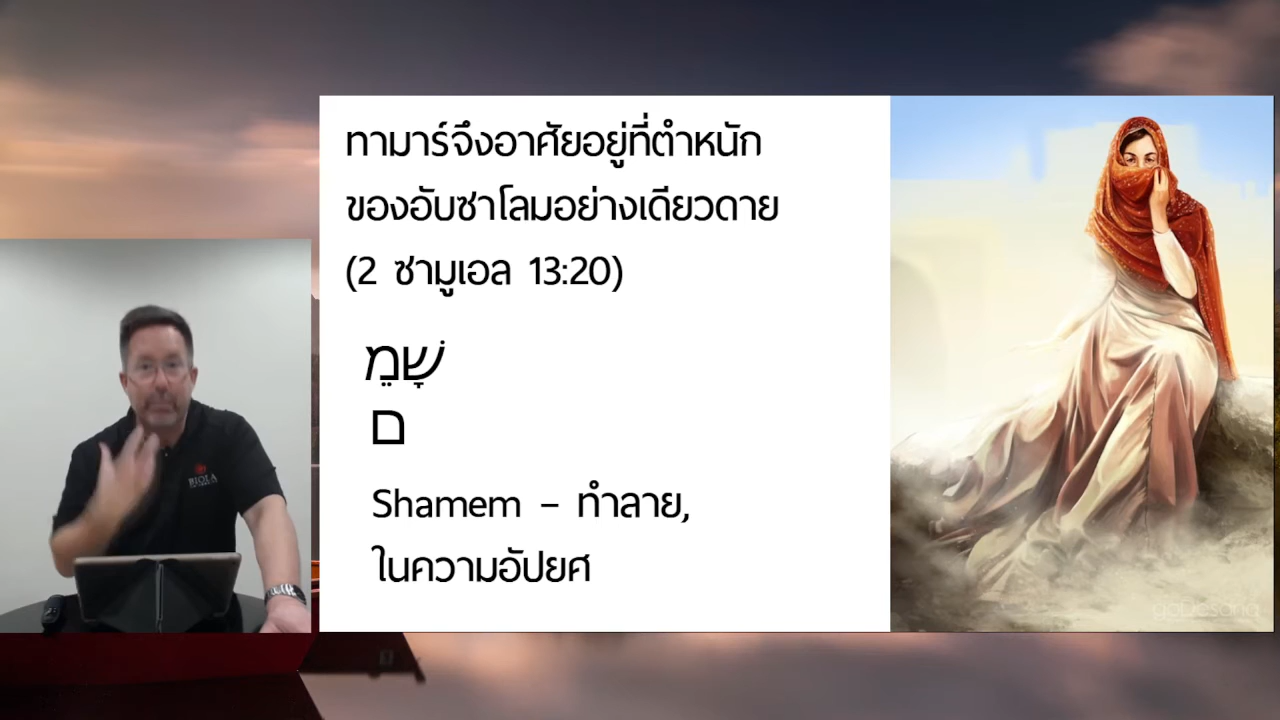 ทามาร์จึงอาศัยอยู่ที่ตำหนัก
ของอับซาโลมอย่างเดียวดาย
(2 ซามูเอล 13:20)
שָׁמֵ
ם
Shamem – ทำลาย,
ในความอัปยศ
BIOLA
goDesana